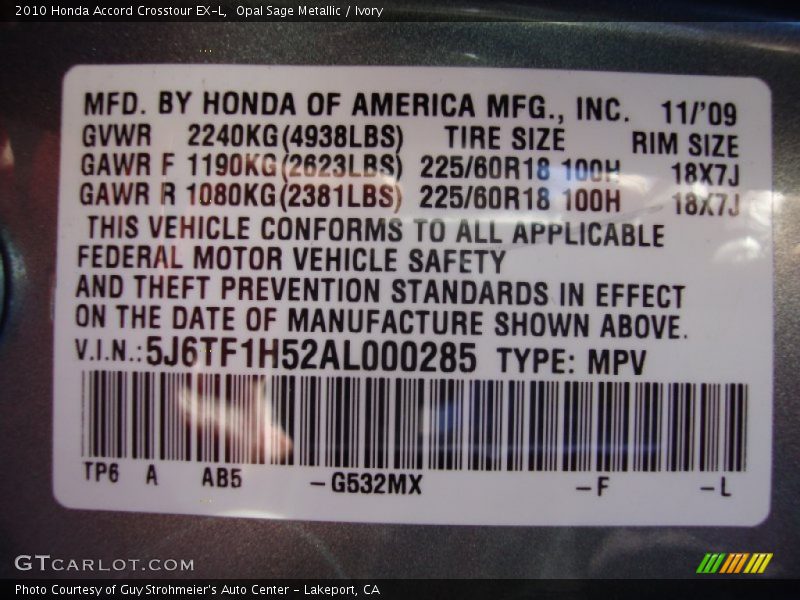 2010 Honda Accord Crosstour EX-L, Opal Sage Metallic / Ivory
MFD. BY HONDA OF AMERICA MFG., INC. 11/'09
GVWR 2240KG(4938LBS) TIRE SIZE RIM SIZE
GAWR F 1190KG(2623LBS) 225/60R18 100H 18X7J
GAWR R 1080KG(2381LBS) 225/60R18 100H 18X7J
THIS VEHICLE CONFORMS TO ALL APPLICABLE
FEDERAL MOTOR VEHICLE SAFETY
AND THEFT PREVENTION STANDARDS IN EFFECT
ON THE DATE OF MANUFACTURE SHOWN ABOVE.
V.I.N.:5J6TF1H52AL000285 TYPE: MPV
TP6 A AB5 -G532MX -F -L
GTCARLOT.COM
Photo Courtesy of Guy Strohmeier's Auto Center - Lakeport, CA